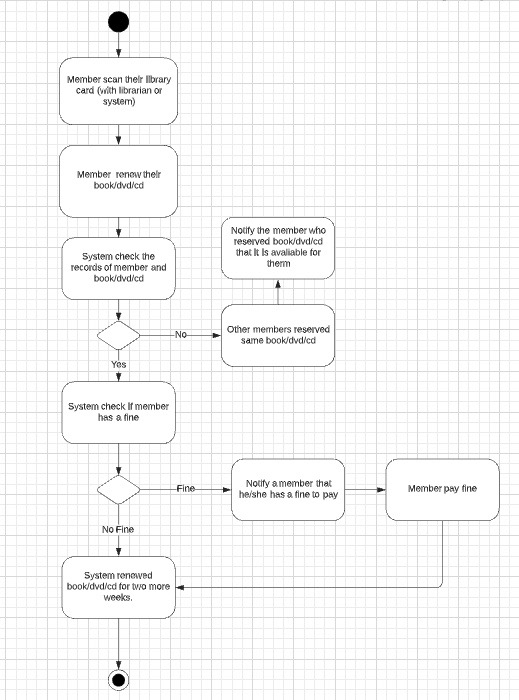 Member scan their library
card (with librarian or
system)
Member renew their
book/dvd/cd
System check the
records of member and
book/dvd/cd
Notify the member who
reserved book/dvd/cd
that it is avaliable for
therm
No
Other members reserved
same book/dvd/cd
Yes
System check if member
has a fine
Fine
Notify a member that
he/she has a fine to pay
Member pay fine
No Fine
System renewed
book/dvd/cd for two more
weeks.